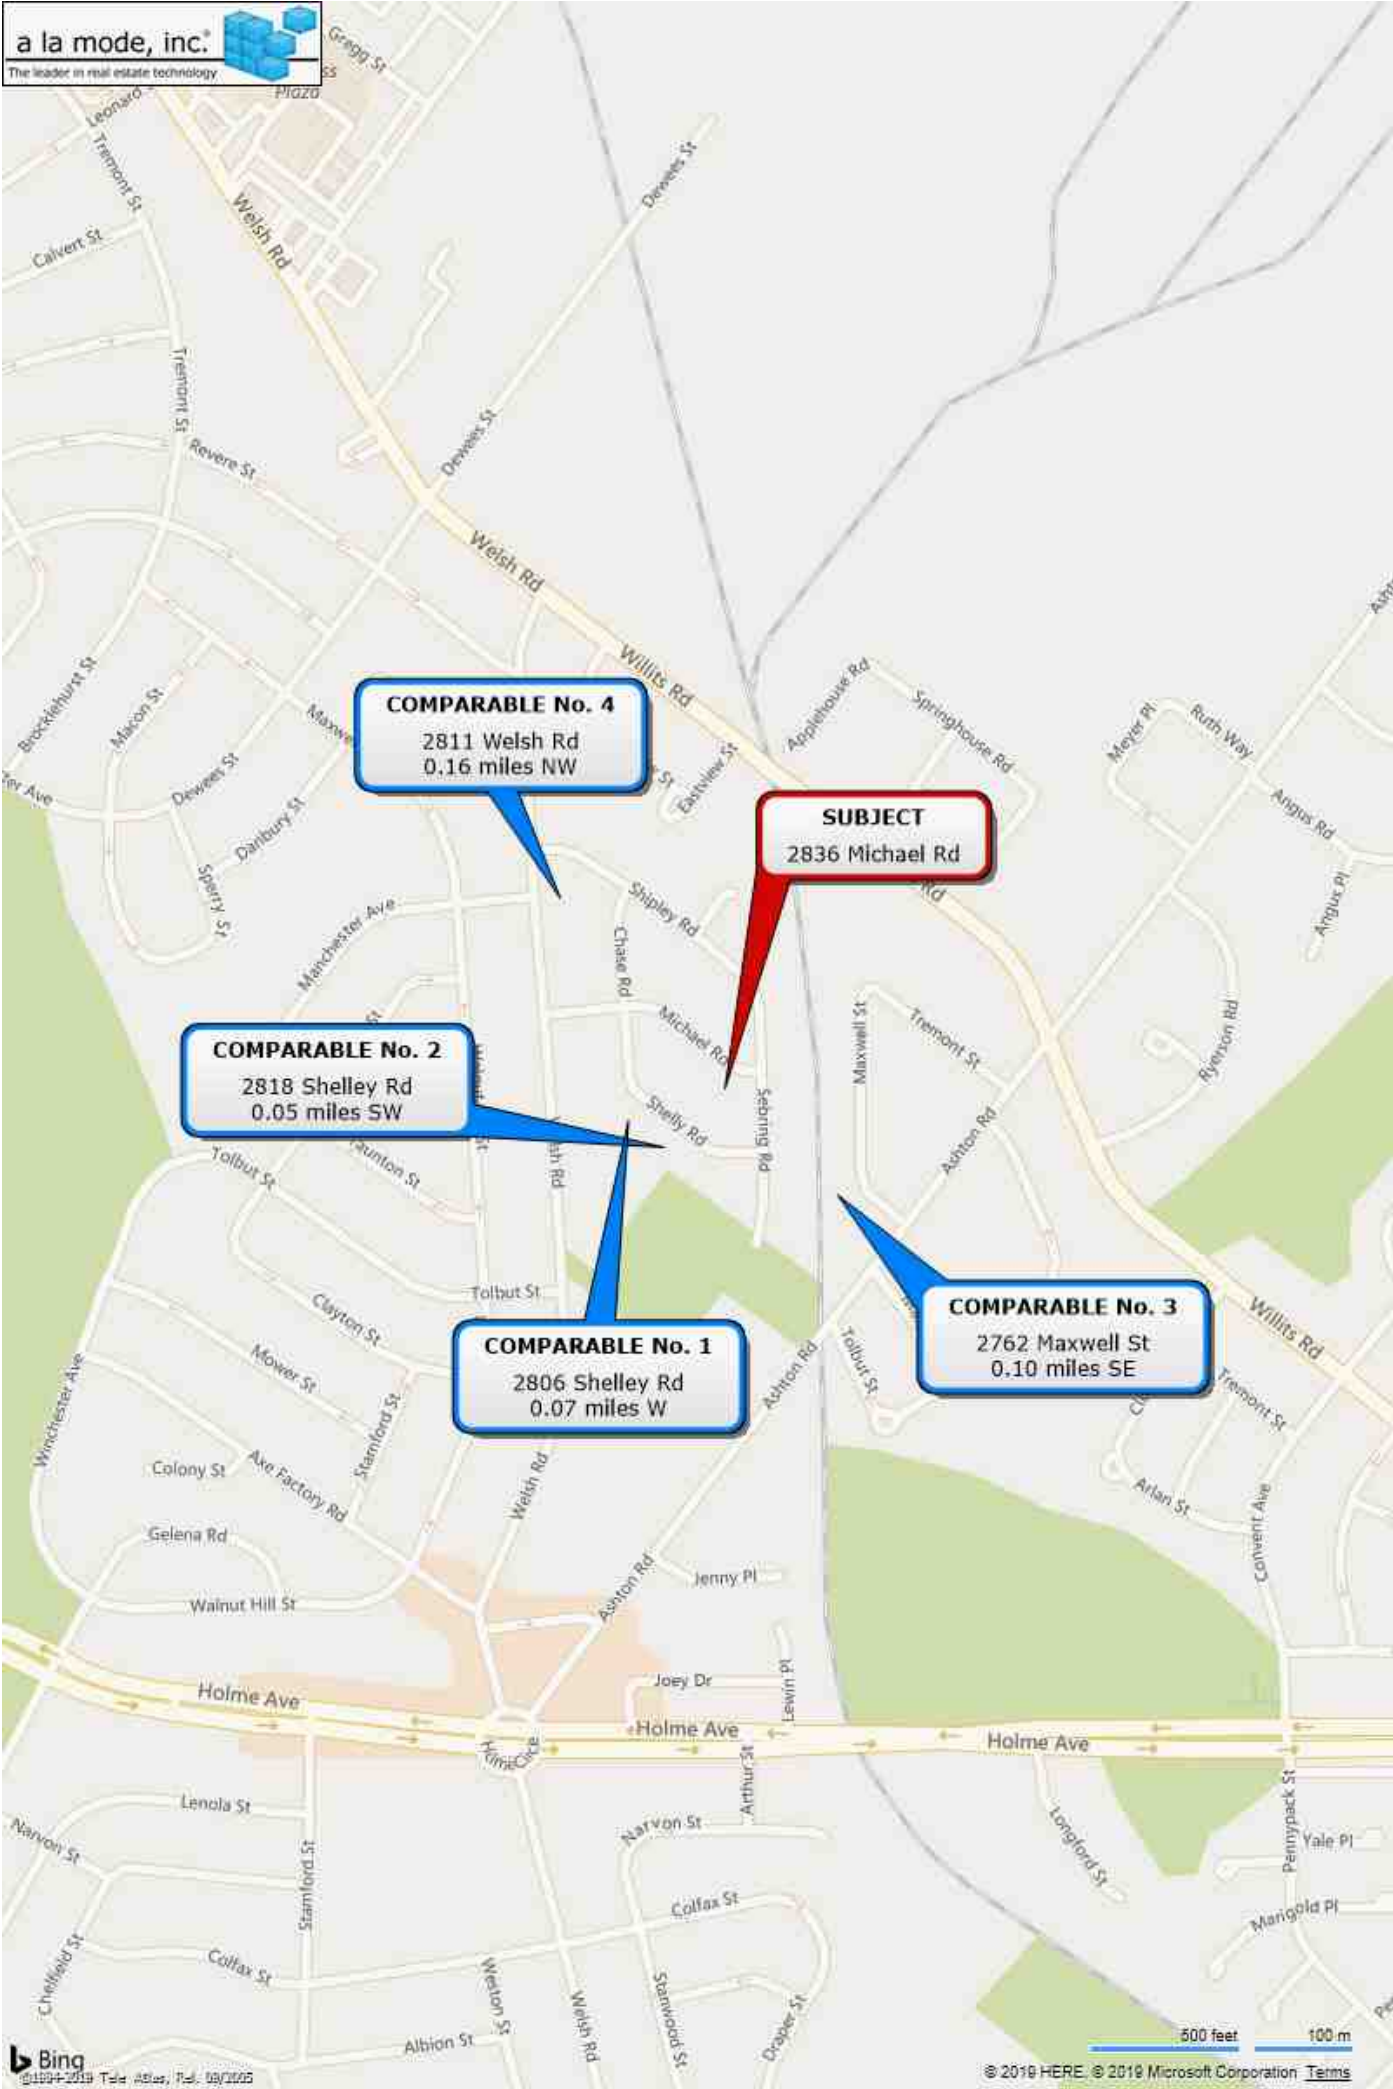 a la mode, inc.
The leader in real estate technology
Gregg St
ss
Plaza
Leonard
Tremont St
Dewees St
Welsh Rd
Calvert St
Tremont St
Dewees St
Revere St
Welsh Rd
Willits Rd
Applehouse Rd
Springhouse Rd
Meyer Pl
Ruth Way
Brocklehurst St
Macon St
Maxwe
COMPARABLE No. 4
2811 Welsh Rd
0.16 miles NW
Eastview St
ter Ave
Dewees St
Danbury St
Angus Rd
SUBJECT
2836 Michael Rd
Rd
Sperry St
Shipley Rd
Angus Pl
Manchester Ave
Chase Rd
Michael Rd
Maxwell St
Tremont St
Ryerson Rd
COMPARABLE No. 2
2818 Shelley Rd
0.05 miles SW
Shelly Rd
Sebring Rd
Ashton Rd
Tolbut St
aunton St
sh Rd
Tolbut St
Clayton St
COMPARABLE No. 3
2762 Maxwell St
0.10 miles SE
Willits Rd
COMPARABLE No. 1
2806 Shelley Rd
0.07 miles W
Mower St
Ashton Rd
Tolbut St
Tremont St
Winchester Ave
Stamford St
Colony St
Axe Factory Rd
Welsh Rd
Arlan St
Convent Ave
Gelena Rd
Jenny Pl
Ashton Rd
Walnut Hill St
Joey Dr
Lewin Pl
Holme Ave
Holme Ave
Holme Ave
Arthur St
Lenola St
Narvon St
Narvon St
Longford St
Pennypack St
Yale Pl
Stamford St
Colfax St
Marigold Pl
Chelfield St
Colfax St
Weston St
Welsh Rd
Stanwood St
Draper St
Albion St
500 feet
100 m
Bing
© 2019 HERE, © 2019 Microsoft Corporation Terms